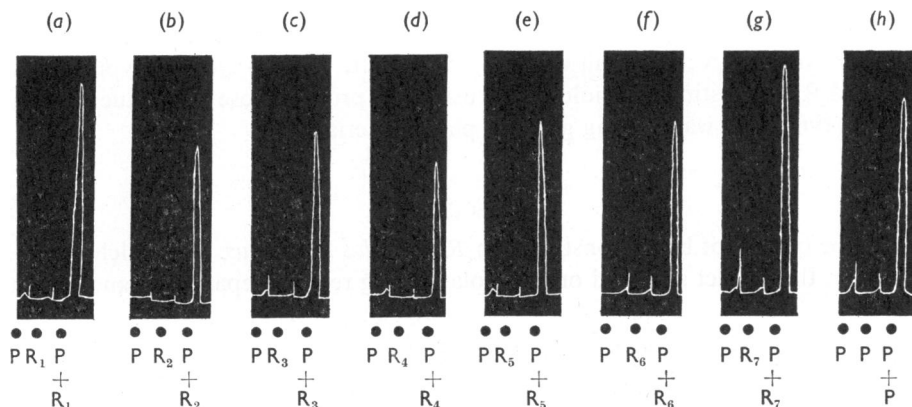 (a) (b) (c) (d) (e) (f) (g) (h)
P R₁ P P R₂ P P R₃ P P R₄ P P R₅ P P R₆ P P R₇ P P P P
+ + + + + + + +
R₁ R₂ R₃ R₄ R₅ R₆ R₇ P